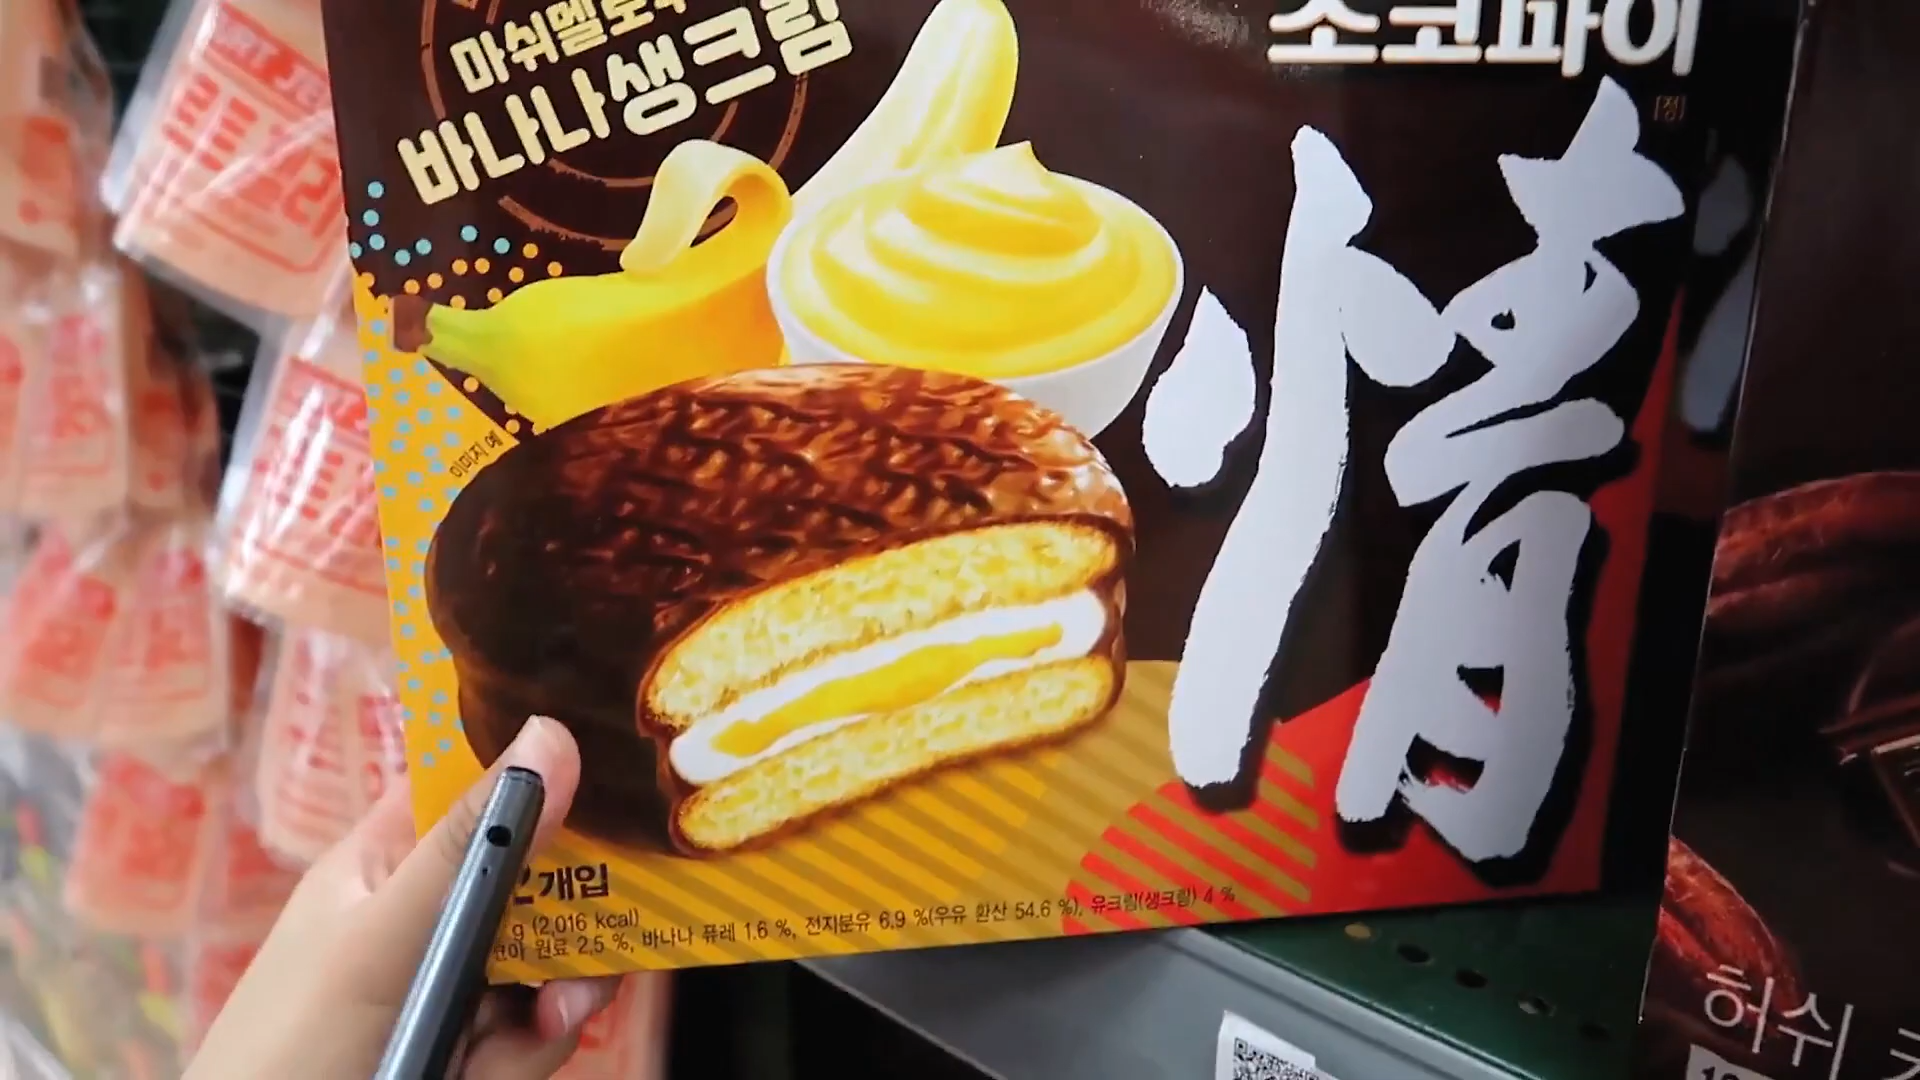 마쉬멜로우
바나나생크림
초코파이
[정]
情
이미지 예
개입
g (2,016 kcal)
원료 2.5 %, 바나나 퓨레 1.6 %, 전지분유 6.9 %(우유 환산 54.6 %), 유크림(생크림) 4 %
허쉬